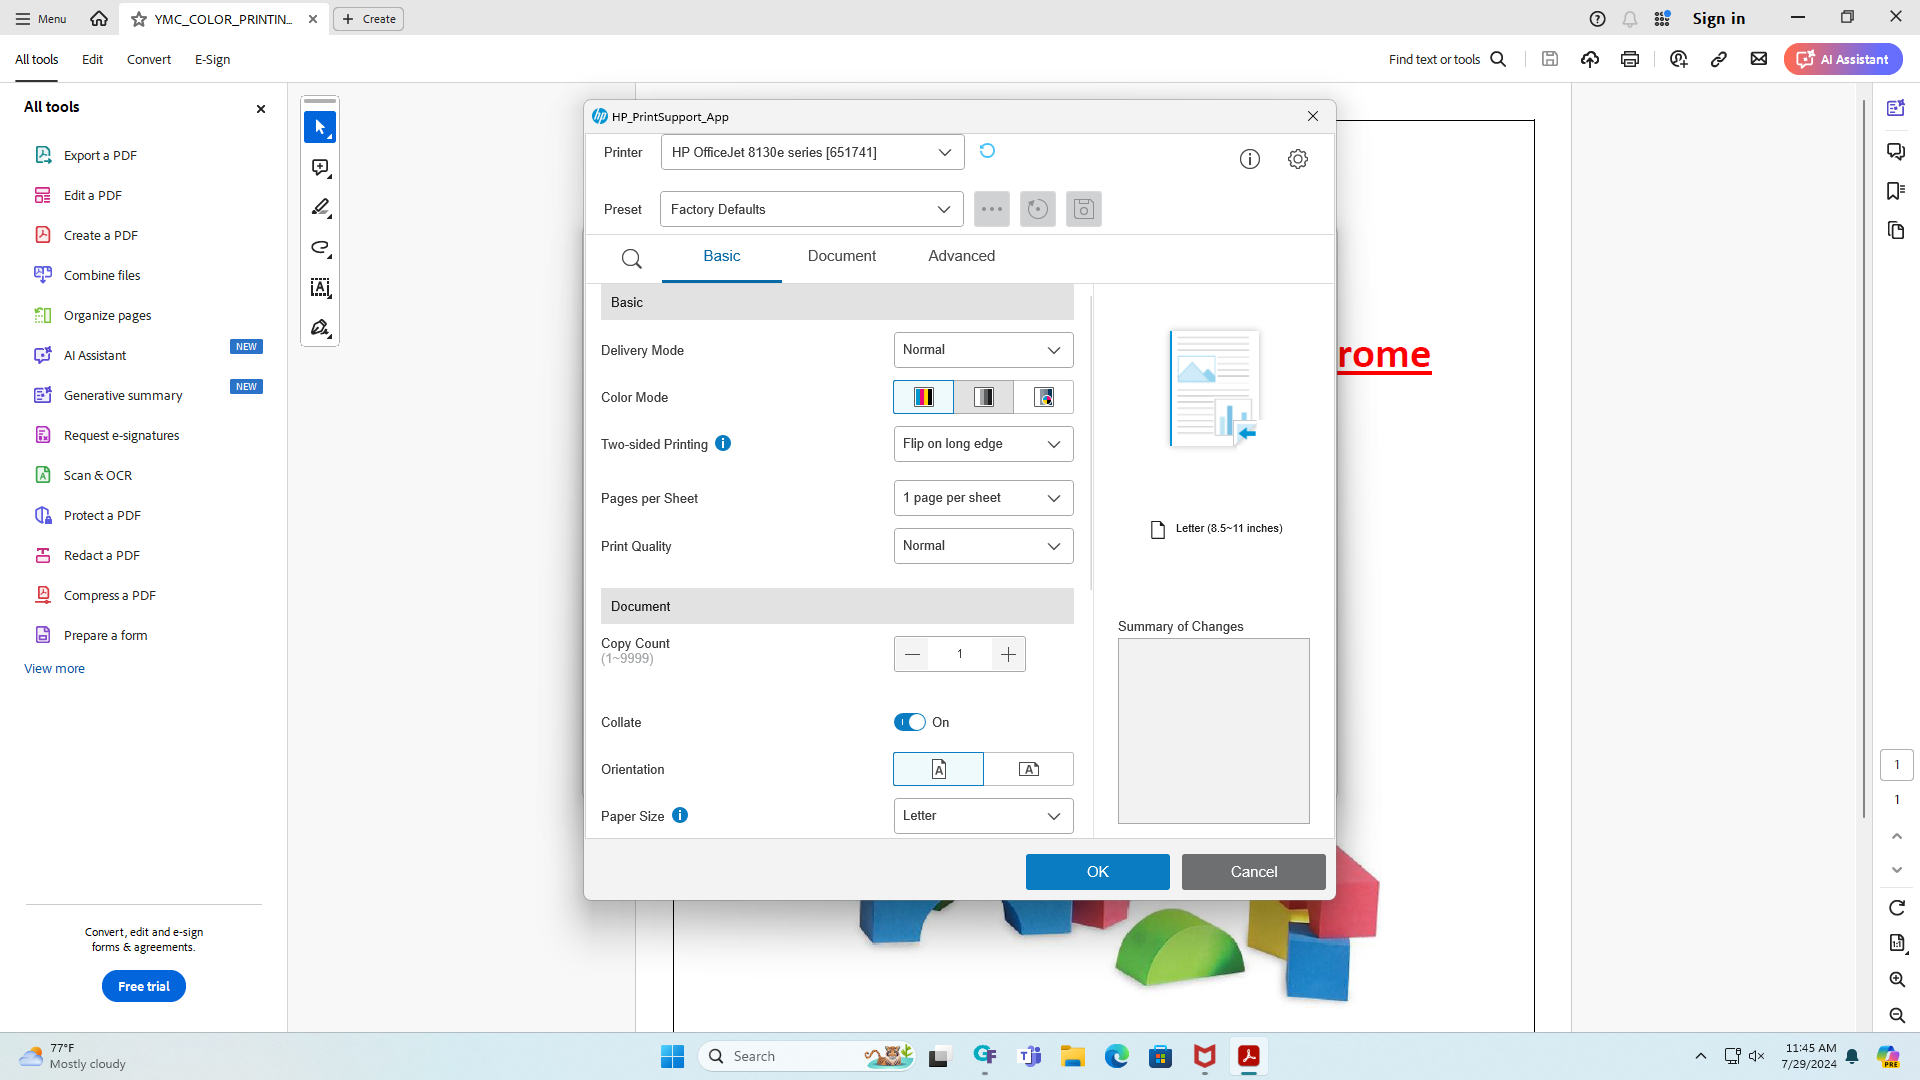 Menu
YMC_COLOR_PRINTIN...
Create
Sign in
All tools
Edit
Convert
E-Sign
Find text or tools
AI Assistant
All tools
Export a PDF
Edit a PDF
Create a PDF
Combine files
Organize pages
AI Assistant
NEW
Generative summary
NEW
Request e-signatures
Scan & OCR
Protect a PDF
Redact a PDF
Compress a PDF
Prepare a form
View more
Convert, edit and e-sign
forms & agreements.
Free trial
HP_PrintSupport_App
Printer
HP OfficeJet 8130e series [651741]
Preset
Factory Defaults
Basic
Document
Advanced
Basic
Delivery Mode
Normal
Color Mode
Two-sided Printing
Flip on long edge
Pages per Sheet
1 page per sheet
Print Quality
Normal
Document
Copy Count
(1~9999)
1
Collate
On
Orientation
Paper Size
Letter
Letter (8.5~11 inches)
Summary of Changes
OK
Cancel
rome
1
1
77°F
Mostly cloudy
Search
11:45 AM
7/29/2024
PRE